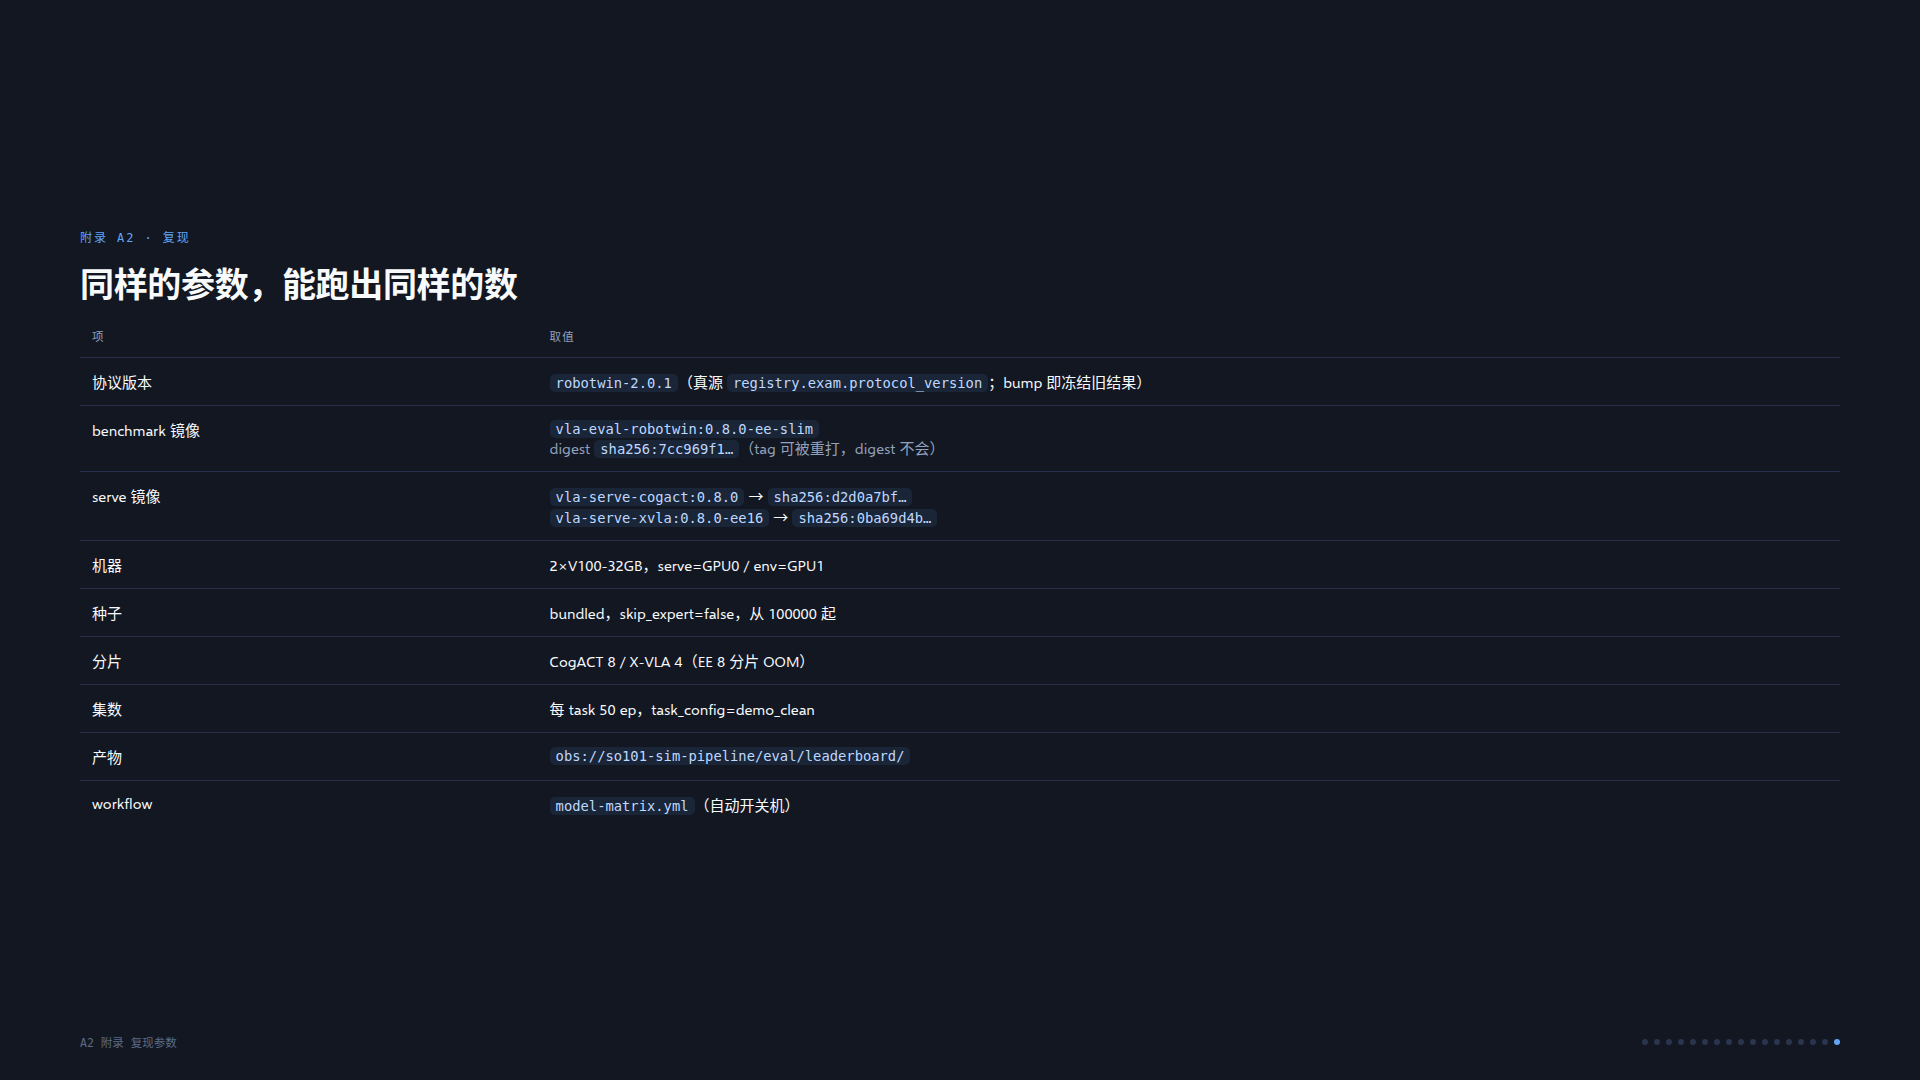 附录 A2 · 复现
同样的参数，能跑出同样的数
项 取值
协议版本 robotwin-2.0.1（真源 registry.exam.protocol_version；bump 即冻结旧结果）
benchmark 镜像 vla-eval-robotwin:0.8.0-ee-slim
digest sha256:7cc969f1…（tag 可被重打，digest 不会）
serve 镜像 vla-serve-cogact:0.8.0 → sha256:d2d0a7bf…
vla-serve-xvla:0.8.0-ee16 → sha256:0ba69d4b…
机器 2×V100-32GB，serve=GPU0 / env=GPU1
种子 bundled，skip_expert=false，从 100000 起
分片 CogACT 8 / X-VLA 4（EE 8 分片 OOM）
集数 每 task 50 ep，task_config=demo_clean
产物 obs://so101-sim-pipeline/eval/leaderboard/
workflow model-matrix.yml（自动开关机）
A2 附录 复现参数